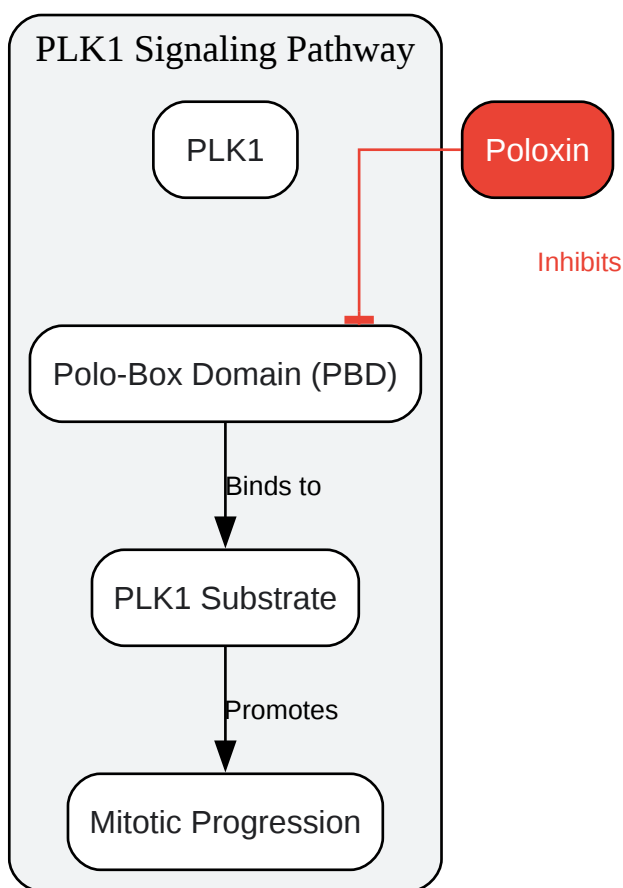 PLK1 Signaling Pathway
PLK1
Poloxin
Inhibits
Polo-Box Domain (PBD)
Binds to
PLK1 Substrate
Promotes
Mitotic Progression